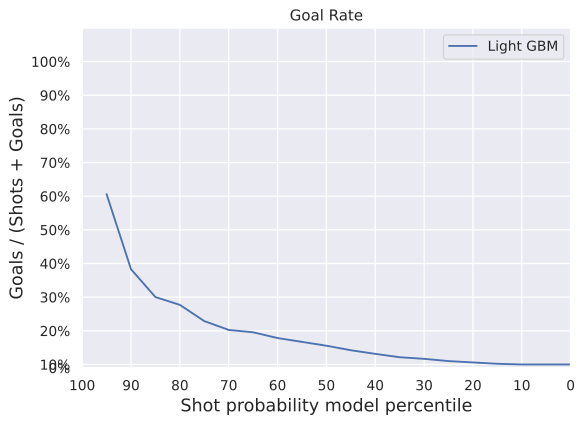 Goal Rate
Light GBM
Goals / (Shots + Goals)
100%
90%
80%
70%
60%
50%
40%
30%
20%
10%
0%
100 90 80 70 60 50 40 30 20 10 0
Shot probability model percentile